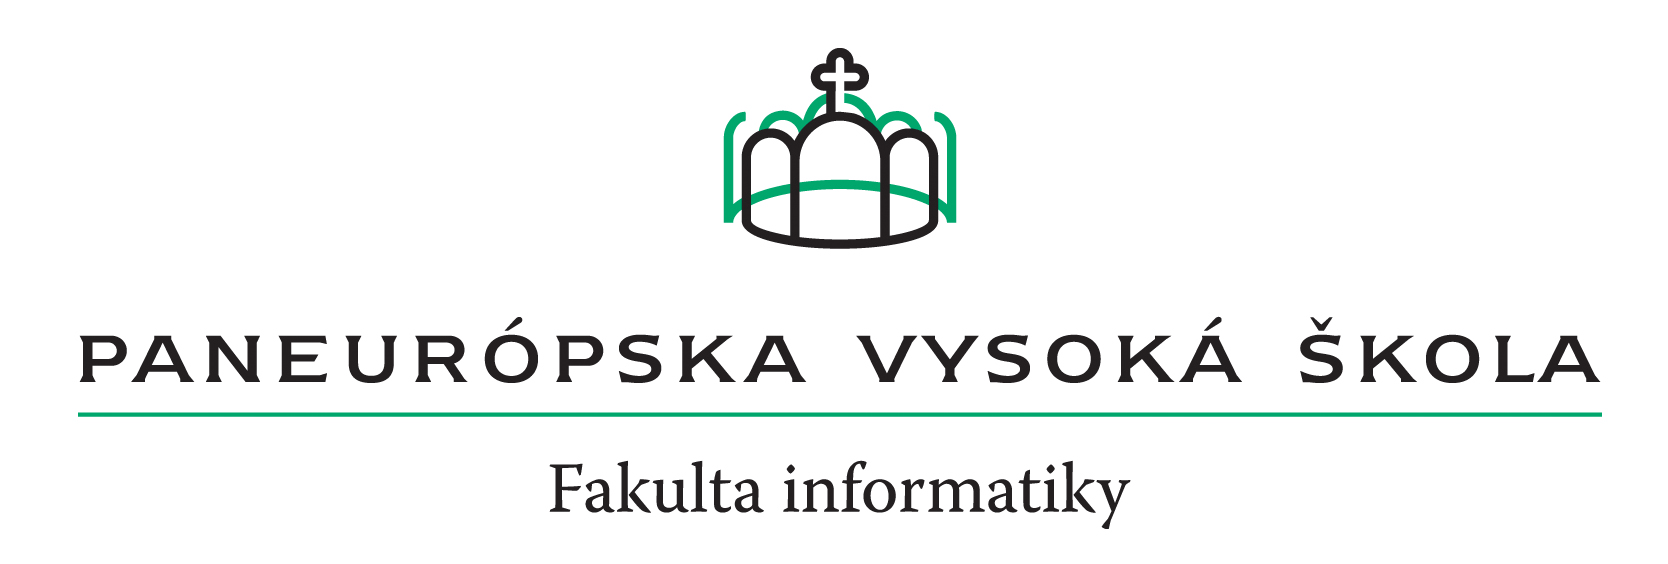 PANEURÓPSKA VYSOKÁ ŠKOLA
Fakulta informatiky